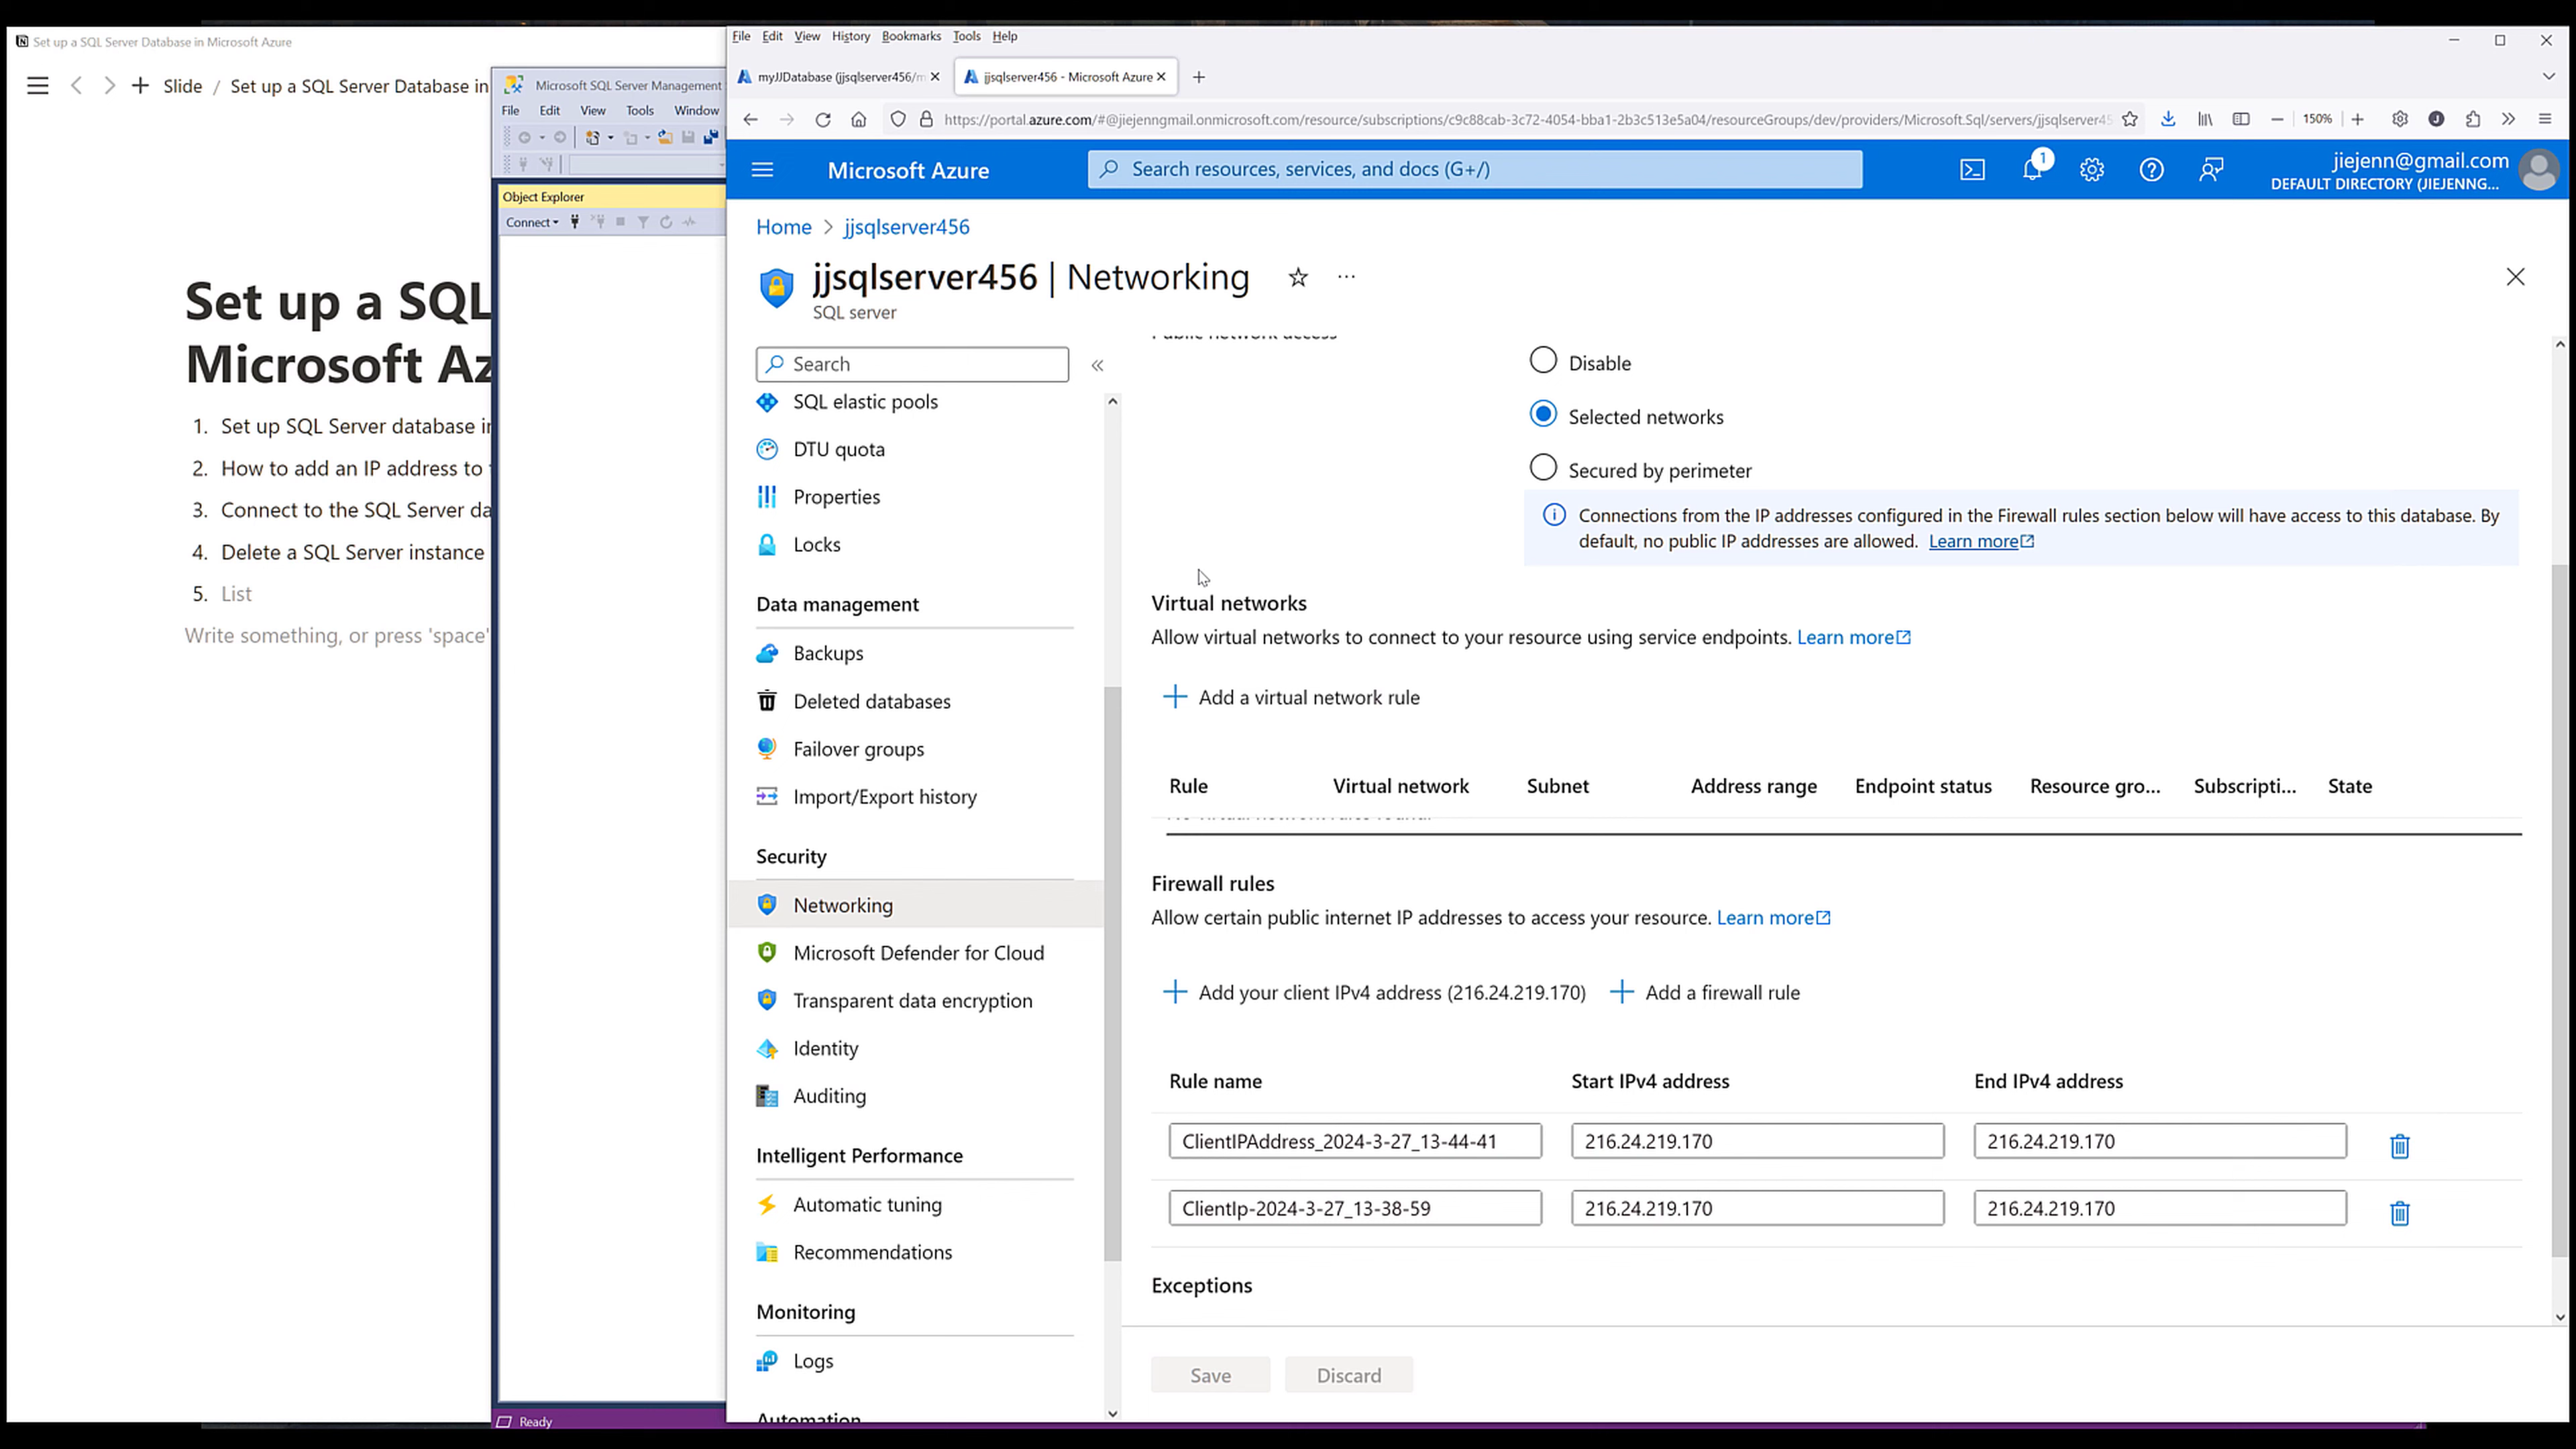 Set up a SQL Server Database in Microsoft Azure
Slide / Set up a SQL Server Database in
Set up a SQL
Microsoft Az
1. Set up SQL Server database in
2. How to add an IP address to
3. Connect to the SQL Server da
4. Delete a SQL Server instance
5. List
Write something, or press 'space'
Microsoft SQL Server Management
File Edit View Tools Window
Object Explorer
Connect
Ready
File Edit View History Bookmarks Tools Help
myJJDatabase (jjsqlserver456/m
jjsqlserver456 - Microsoft Azure
https://portal.azure.com/#@jiejenngmail.onmicrosoft.com/resource/subscriptions/c9c88cab-3c72-4054-bba1-2b3c513e5a04/resourceGroups/dev/providers/Microsoft.Sql/servers/jjsqlserver45
150%
Microsoft Azure
Search resources, services, and docs (G+/)
1
jiejenn@gmail.com
DEFAULT DIRECTORY (JIEJENNG...
Home > jjsqlserver456
jjsqlserver456 | Networking
SQL server
Search
SQL elastic pools
DTU quota
Properties
Locks
Data management
Backups
Deleted databases
Failover groups
Import/Export history
Security
Networking
Microsoft Defender for Cloud
Transparent data encryption
Identity
Auditing
Intelligent Performance
Automatic tuning
Recommendations
Monitoring
Logs
Automation
Public network access
Disable
Selected networks
Secured by perimeter
Connections from the IP addresses configured in the Firewall rules section below will have access to this database. By
default, no public IP addresses are allowed. Learn more
Virtual networks
Allow virtual networks to connect to your resource using service endpoints. Learn more
+ Add a virtual network rule
Rule Virtual network Subnet Address range Endpoint status Resource gro... Subscripti... State
Firewall rules
Allow certain public internet IP addresses to access your resource. Learn more
+ Add your client IPv4 address (216.24.219.170) + Add a firewall rule
Rule name Start IPv4 address End IPv4 address
ClientIPAddress_2024-3-27_13-44-41 216.24.219.170 216.24.219.170
ClientIp-2024-3-27_13-38-59 216.24.219.170 216.24.219.170
Exceptions
Save Discard